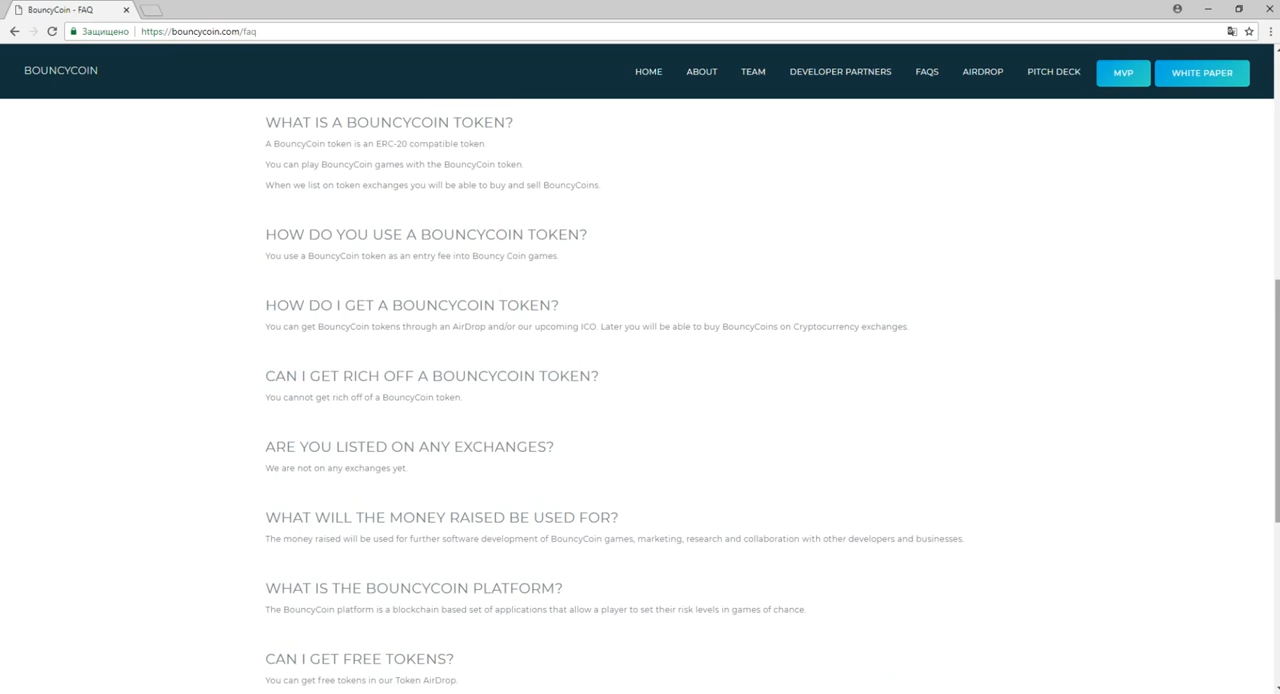 BouncyCoin - FAQ
Защищено https://bouncycoin.com/faq
BOUNCYCOIN HOME ABOUT TEAM DEVELOPER PARTNERS FAQS AIRDROP PITCH DECK MVP WHITE PAPER
WHAT IS A BOUNCYCOIN TOKEN?
A BouncyCoin token is an ERC-20 compatible token
You can play BouncyCoin games with the BouncyCoin token.
When we list on token exchanges you will be able to buy and sell BouncyCoins.
HOW DO YOU USE A BOUNCYCOIN TOKEN?
You use a BouncyCoin token as an entry fee into Bouncy Coin games.
HOW DO I GET A BOUNCYCOIN TOKEN?
You can get BouncyCoin tokens through an AirDrop and/or our upcoming ICO. Later you will be able to buy BouncyCoins on Cryptocurrency exchanges.
CAN I GET RICH OFF A BOUNCYCOIN TOKEN?
You cannot get rich off of a BouncyCoin token.
ARE YOU LISTED ON ANY EXCHANGES?
We are not on any exchanges yet.
WHAT WILL THE MONEY RAISED BE USED FOR?
The money raised will be used for further software development of BouncyCoin games, marketing, research and collaboration with other developers and businesses.
WHAT IS THE BOUNCYCOIN PLATFORM?
The BouncyCoin platform is a blockchain based set of applications that allow a player to set their risk levels in games of chance.
CAN I GET FREE TOKENS?
You can get free tokens in our Token AirDrop.